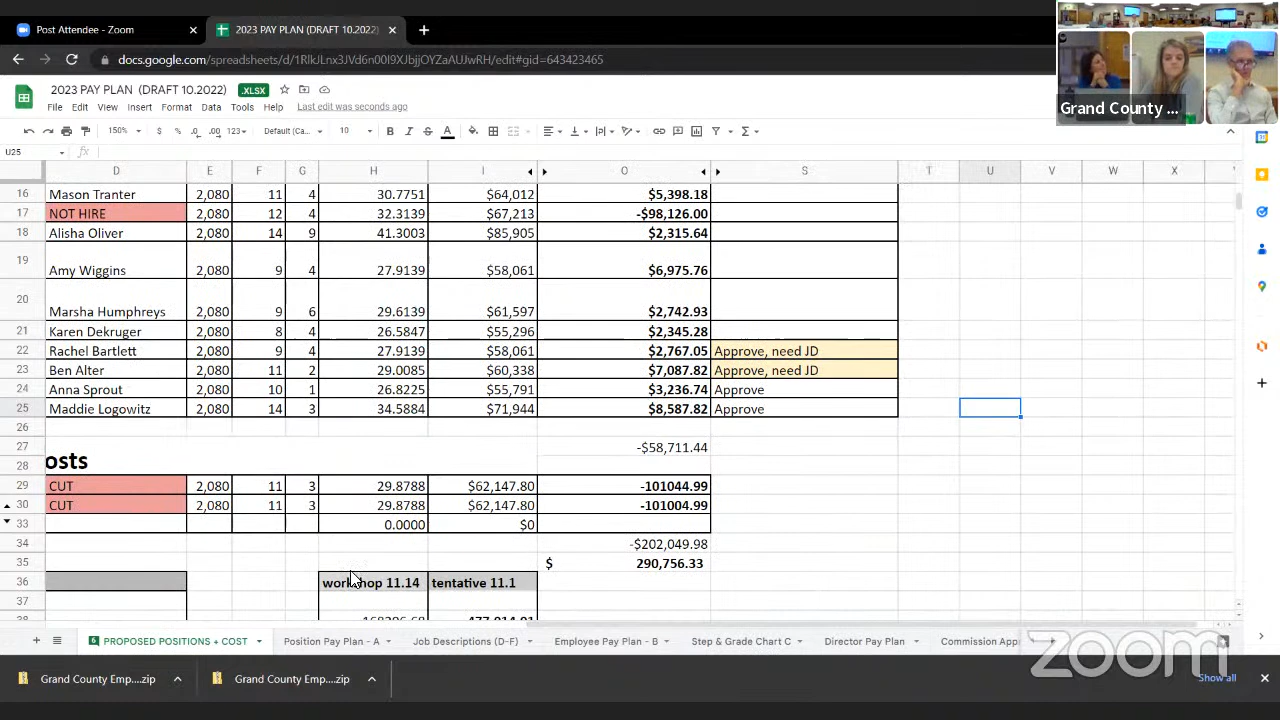 Post Attendee - Zoom
2023 PAY PLAN (DRAFT 10.2022)
docs.google.com/spreadsheets/d/1RlkJLnx3JVd6n00I9XJbjjOYZaAUJwRH/edit#gid=643423465
2023 PAY PLAN (DRAFT 10.2022) .XLSX
File Edit View Insert Format Data Tools Help Last edit was seconds ago
150% $ % .0 .00 123 Default (Ca... 10 B I S A
U25 fx
Grand County ...
D E F G H I O S T U V W X
16 Mason Tranter 2,080 11 4 30.7751 $64,012 $5,398.18
17 NOT HIRE 2,080 12 4 32.3139 $67,213 -$98,126.00
18 Alisha Oliver 2,080 14 9 41.3003 $85,905 $2,315.64
19 Amy Wiggins 2,080 9 4 27.9139 $58,061 $6,975.76
20 Marsha Humphreys 2,080 9 6 29.6139 $61,597 $2,742.93
21 Karen Dekruger 2,080 8 4 26.5847 $55,296 $2,345.28
22 Rachel Bartlett 2,080 9 4 27.9139 $58,061 $2,767.05 Approve, need JD
23 Ben Alter 2,080 11 2 29.0085 $60,338 $7,087.82 Approve, need JD
24 Anna Sprout 2,080 10 1 26.8225 $55,791 $3,236.74 Approve
25 Maddie Logowitz 2,080 14 3 34.5884 $71,944 $8,587.82 Approve
26
27 -$58,711.44
28 osts
29 CUT 2,080 11 3 29.8788 $62,147.80 -101044.99
30 CUT 2,080 11 3 29.8788 $62,147.80 -101004.99
33 0.0000 $0
34 -$202,049.98
35 $ 290,756.33
36 workshop 11.14 tentative 11.1
37
38
6 PROPOSED POSITIONS + COST Position Pay Plan - A Job Descriptions (D-F) Employee Pay Plan - B Step & Grade Chart C Director Pay Plan Commission App
zoom
Grand County Emp....zip Grand County Emp....zip Show all